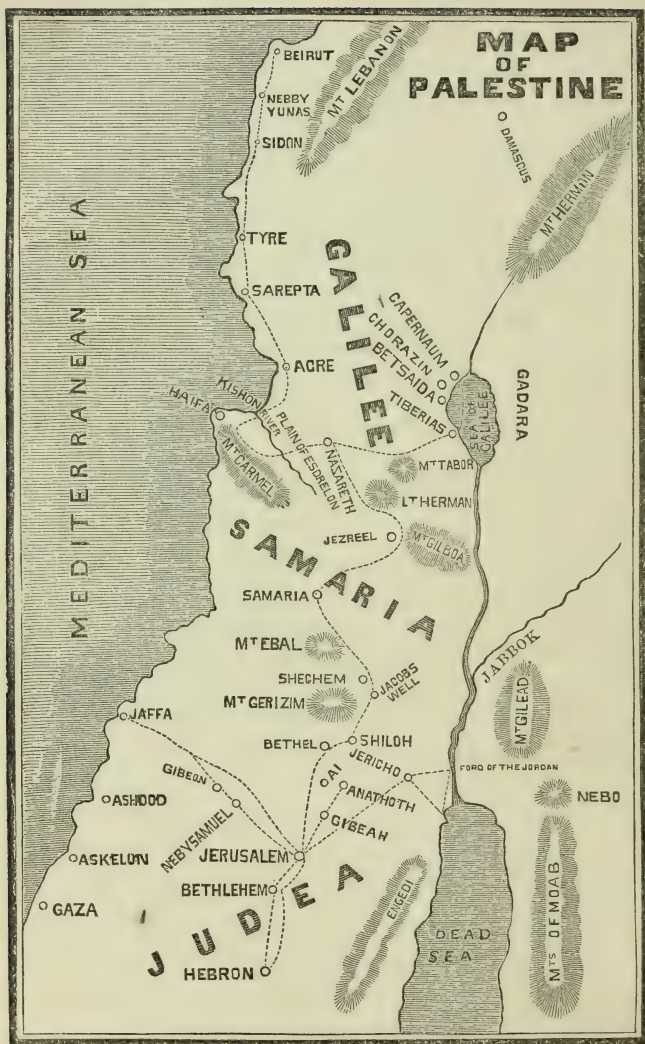 MAP
OF
PALESTINE
BEIRUT
MT LEBANON
NEBBY
YUNAS
SIDON
DAMASCUS
MT HERMON
TYRE
SAREPTA
GALILEE
CAPERNAUM
CHORAZIN
BETSAIDA
TIBERIAS
SEA OF
GALILEE
GADARA
ACRE
HAIFA
KISHON
RIVER
PLAIN OF ESDRELON
NASARETH
MT CARMEL
MT TABOR
LT HERMAN
JEZREEL
MT GILBOA
MEDITERRANEAN SEA
SAMARIA
SAMARIA
MT EBAL
SHECHEM
JACOBS
WELL
MT GERIZIM
JABBOK
MT GILEAD
JAFFA
BETHEL
SHILOH
JERICHO
FORD OF THE JORDAN
GIBEON
AI
ANATHOTH
NEBO
ASHDOD
NEBYSAMUEL
GIBEAH
JERUSALEM
ASKELON
BETHLEHEM
GAZA
JUDEA
ENGEDI
DEAD
SEA
MTS OF MOAB
HEBRON